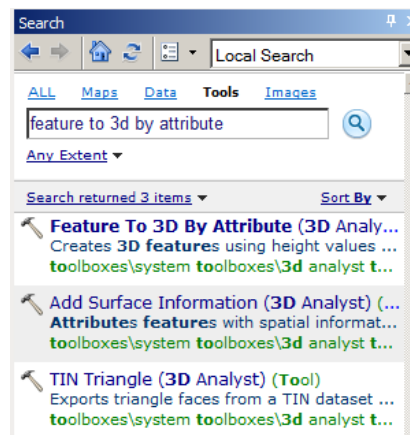 Search
Local Search
ALL Maps Data Tools Images
feature to 3d by attribute
Any Extent
Search returned 3 items Sort By
Feature To 3D By Attribute (3D Analy...
Creates 3D features using height values ...
toolboxes\system toolboxes\3d analyst t...
Add Surface Information (3D Analyst) (...
Attributes features with spatial informat...
toolboxes\system toolboxes\3d analyst t...
TIN Triangle (3D Analyst) (Tool)
Exports triangle faces from a TIN dataset ...
toolboxes\system toolboxes\3d analyst t...